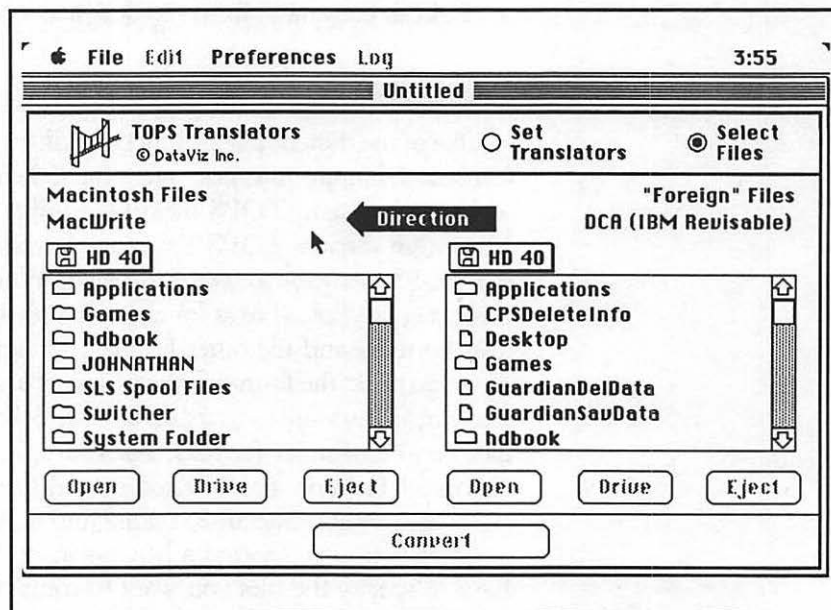 File Edit Preferences Log 3:55
Untitled
TOPS Translators
© DataViz Inc.
Set Translators
Select Files
Macintosh Files
MacWrite
Direction
"Foreign" Files
DCA (IBM Revisable)
HD 40
Applications
Games
hdbook
JOHNATHAN
SLS Spool Files
Switcher
System Folder
HD 40
Applications
CPSDeleteInfo
Desktop
Games
GuardianDelData
GuardianSavData
hdbook
Open Drive Eject
Open Drive Eject
Convert